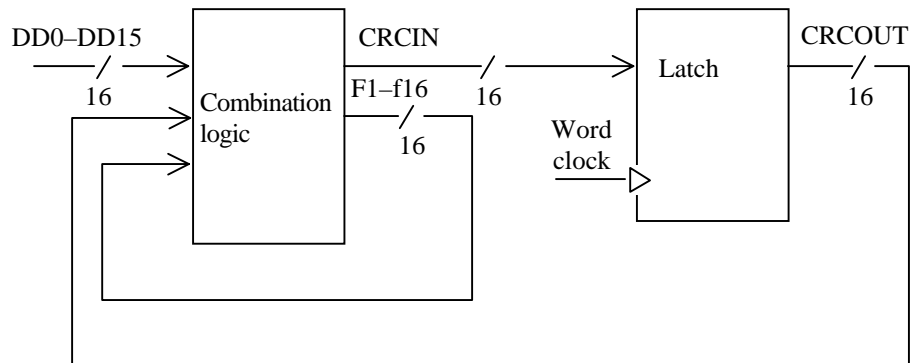 DD0–DD15
16
Combination
logic
CRCIN
16
F1–f16
16
Latch
Word
clock
CRCOUT
16